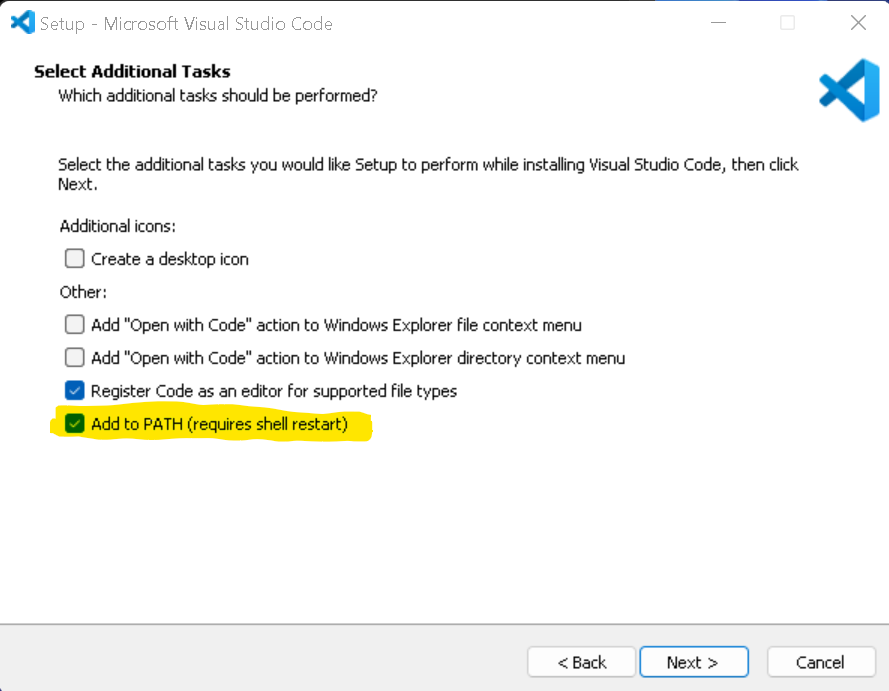 Setup - Microsoft Visual Studio Code
Select Additional Tasks
Which additional tasks should be performed?
Select the additional tasks you would like Setup to perform while installing Visual Studio Code, then click
Next.
Additional icons:
Create a desktop icon
Other:
Add "Open with Code" action to Windows Explorer file context menu
Add "Open with Code" action to Windows Explorer directory context menu
Register Code as an editor for supported file types
Add to PATH (requires shell restart)
< Back Next > Cancel